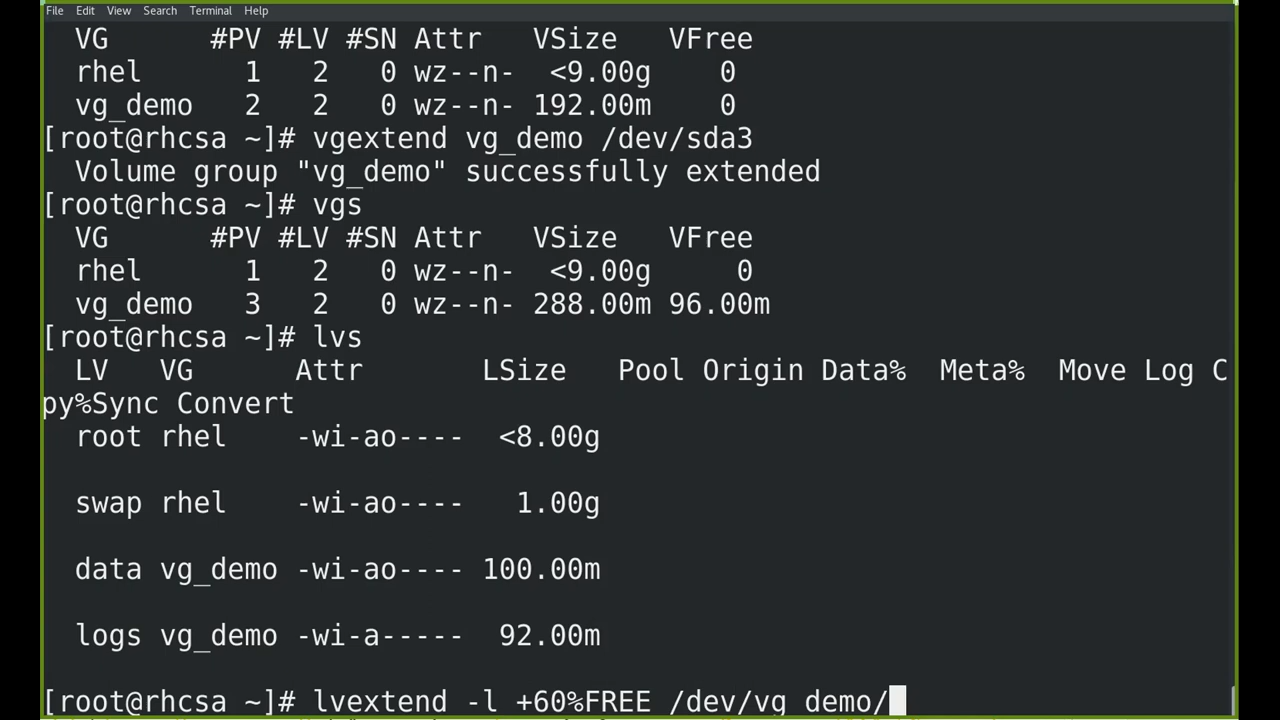 File Edit View Search Terminal Help
VG #PV #LV #SN Attr VSize VFree
rhel 1 2 0 wz--n- <9.00g 0
vg_demo 2 2 0 wz--n- 192.00m 0
[root@rhcsa ~]# vgextend vg_demo /dev/sda3
Volume group "vg_demo" successfully extended
[root@rhcsa ~]# vgs
VG #PV #LV #SN Attr VSize VFree
rhel 1 2 0 wz--n- <9.00g 0
vg_demo 3 2 0 wz--n- 288.00m 96.00m
[root@rhcsa ~]# lvs
LV VG Attr LSize Pool Origin Data% Meta% Move Log C
py%Sync Convert
root rhel -wi-ao---- <8.00g
swap rhel -wi-ao---- 1.00g
data vg_demo -wi-ao---- 100.00m
logs vg_demo -wi-a----- 92.00m
[root@rhcsa ~]# lvextend -l +60%FREE /dev/vg_demo/